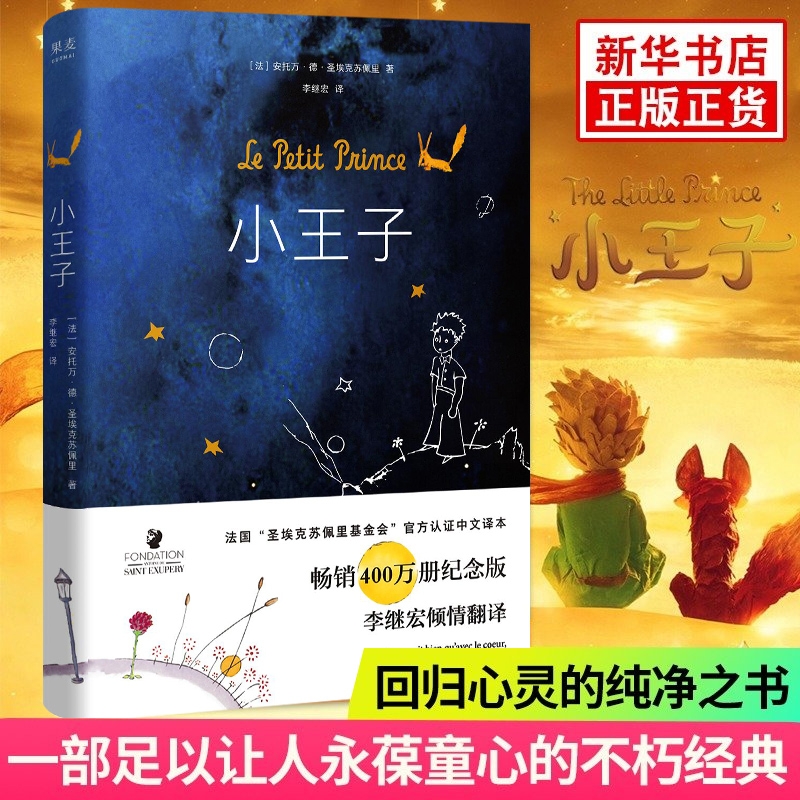 果麦
GUOMAI
[法] 安托万·德·圣埃克苏佩里 著
李继宏 译
Le Petit Prince
小王子
小王子
[法] 安托万 德·圣埃克苏佩里 著
李继宏 译
新华书店
正版正货
The Little Prince
小王子
法国“圣埃克苏佩里基金会”官方认证中文译本
畅销400万册纪念版
李继宏倾情翻译
bien qu'avec le coeur,
FONDATION
SAINT EXUPERY
回归心灵的纯净之书
一部足以让人永葆童心的不朽经典